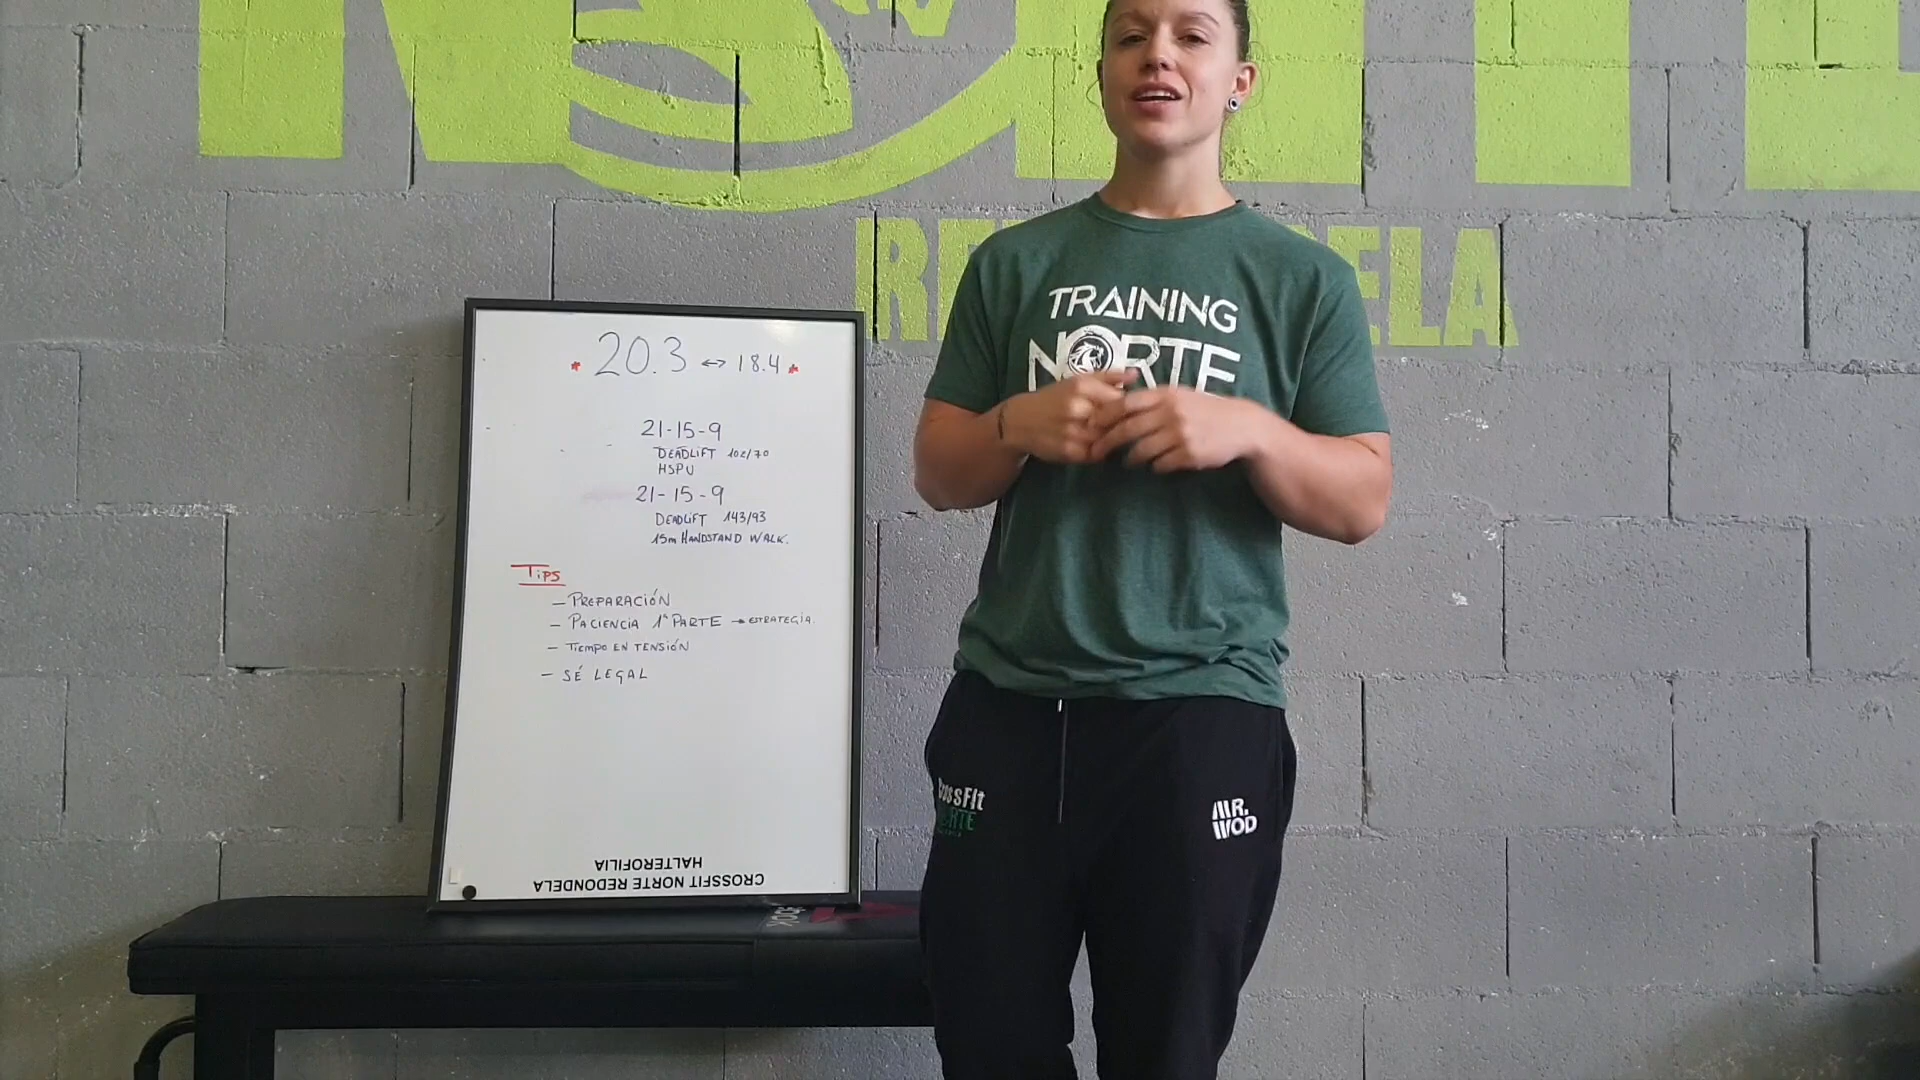 REDONDELA
TRAINING
NORTE
* 20.3 ↔ 18.4 *
21-15-9
DEADLIFT 102/70
HSPU
21-15-9
DEADLIFT 143/93
15m HANDSTAND WALK.
TIPS
- PREPARACIÓN
- PACIENCIA 1ª PARTE → ESTRATEGIA.
- TIEMPO EN TENSIÓN
- SÉ LEGAL
CROSSFIT NORTE REDONDELA
HALTEROFILIA
CROSSFIT
NORTE
MR.
WOD